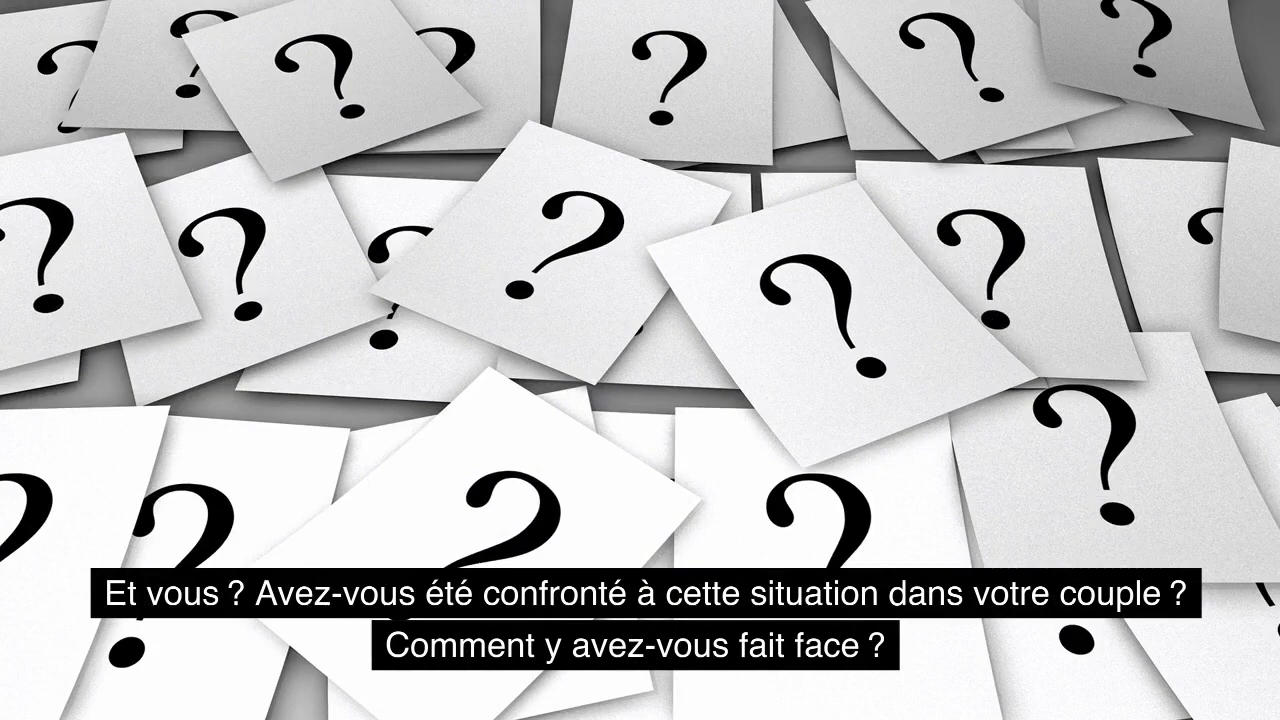 Et vous ? Avez-vous été confronté à cette situation dans votre couple ?
Comment y avez-vous fait face ?